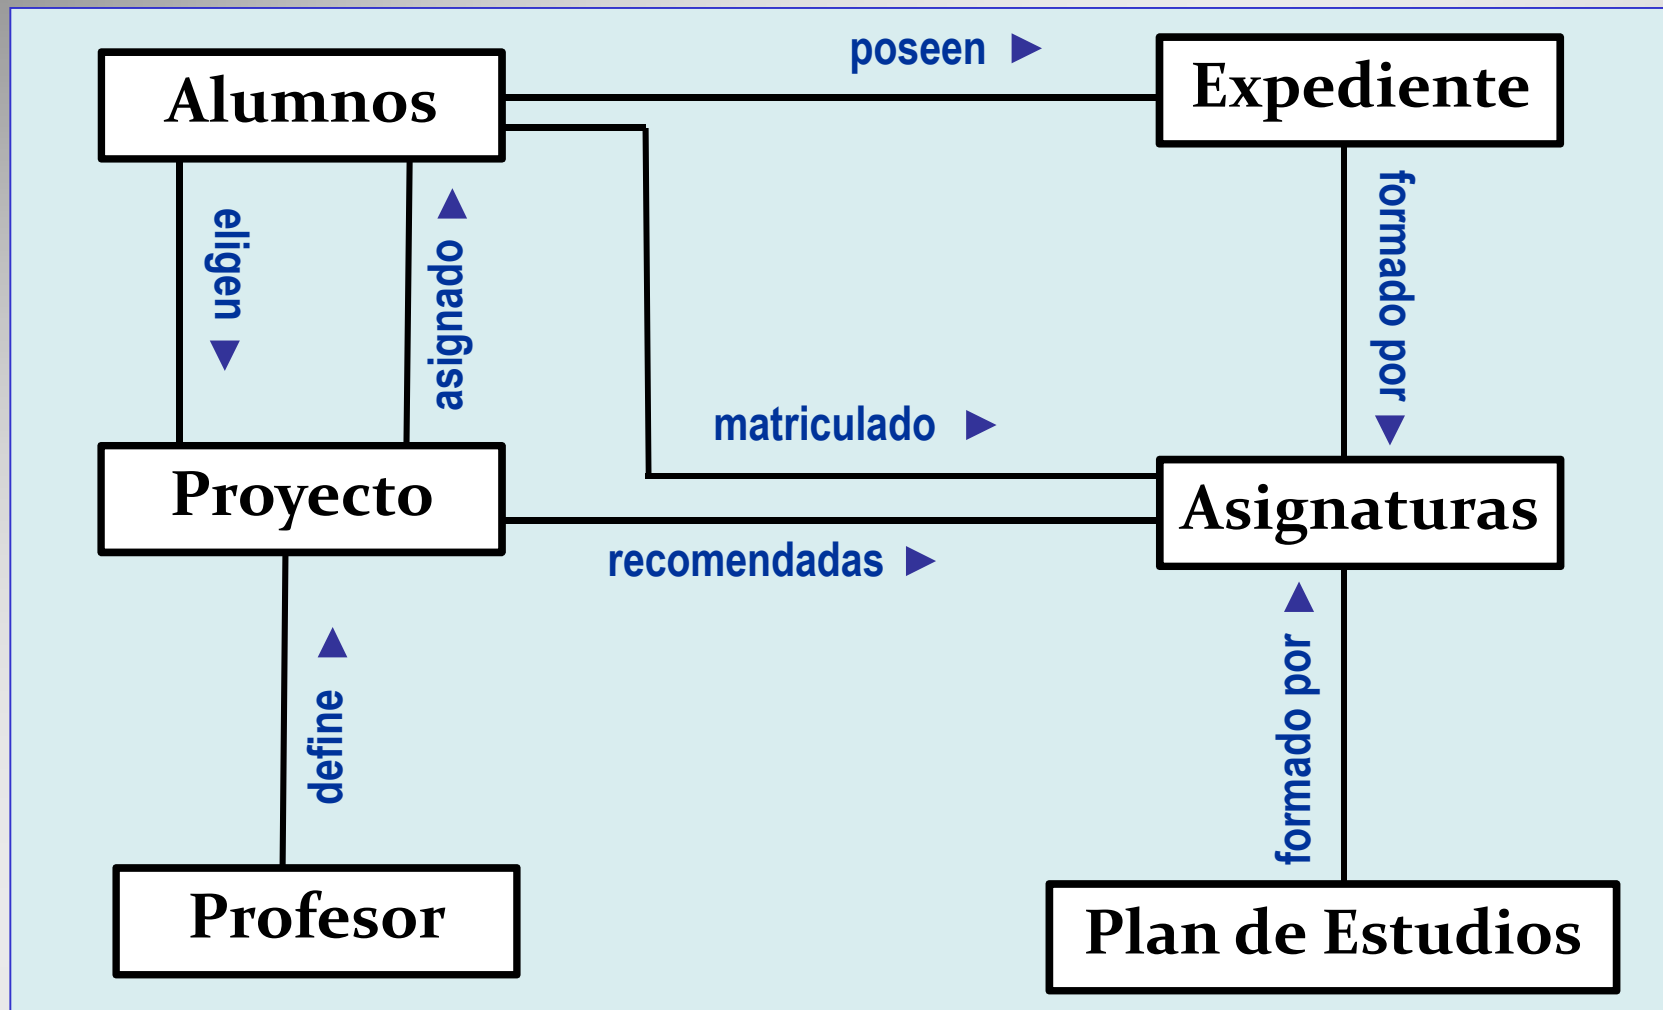 poseen
Alumnos
Expediente
eligen
asignado
formado por
matriculado
Proyecto
Asignaturas
recomendadas
define
formado por
Profesor
Plan de Estudios